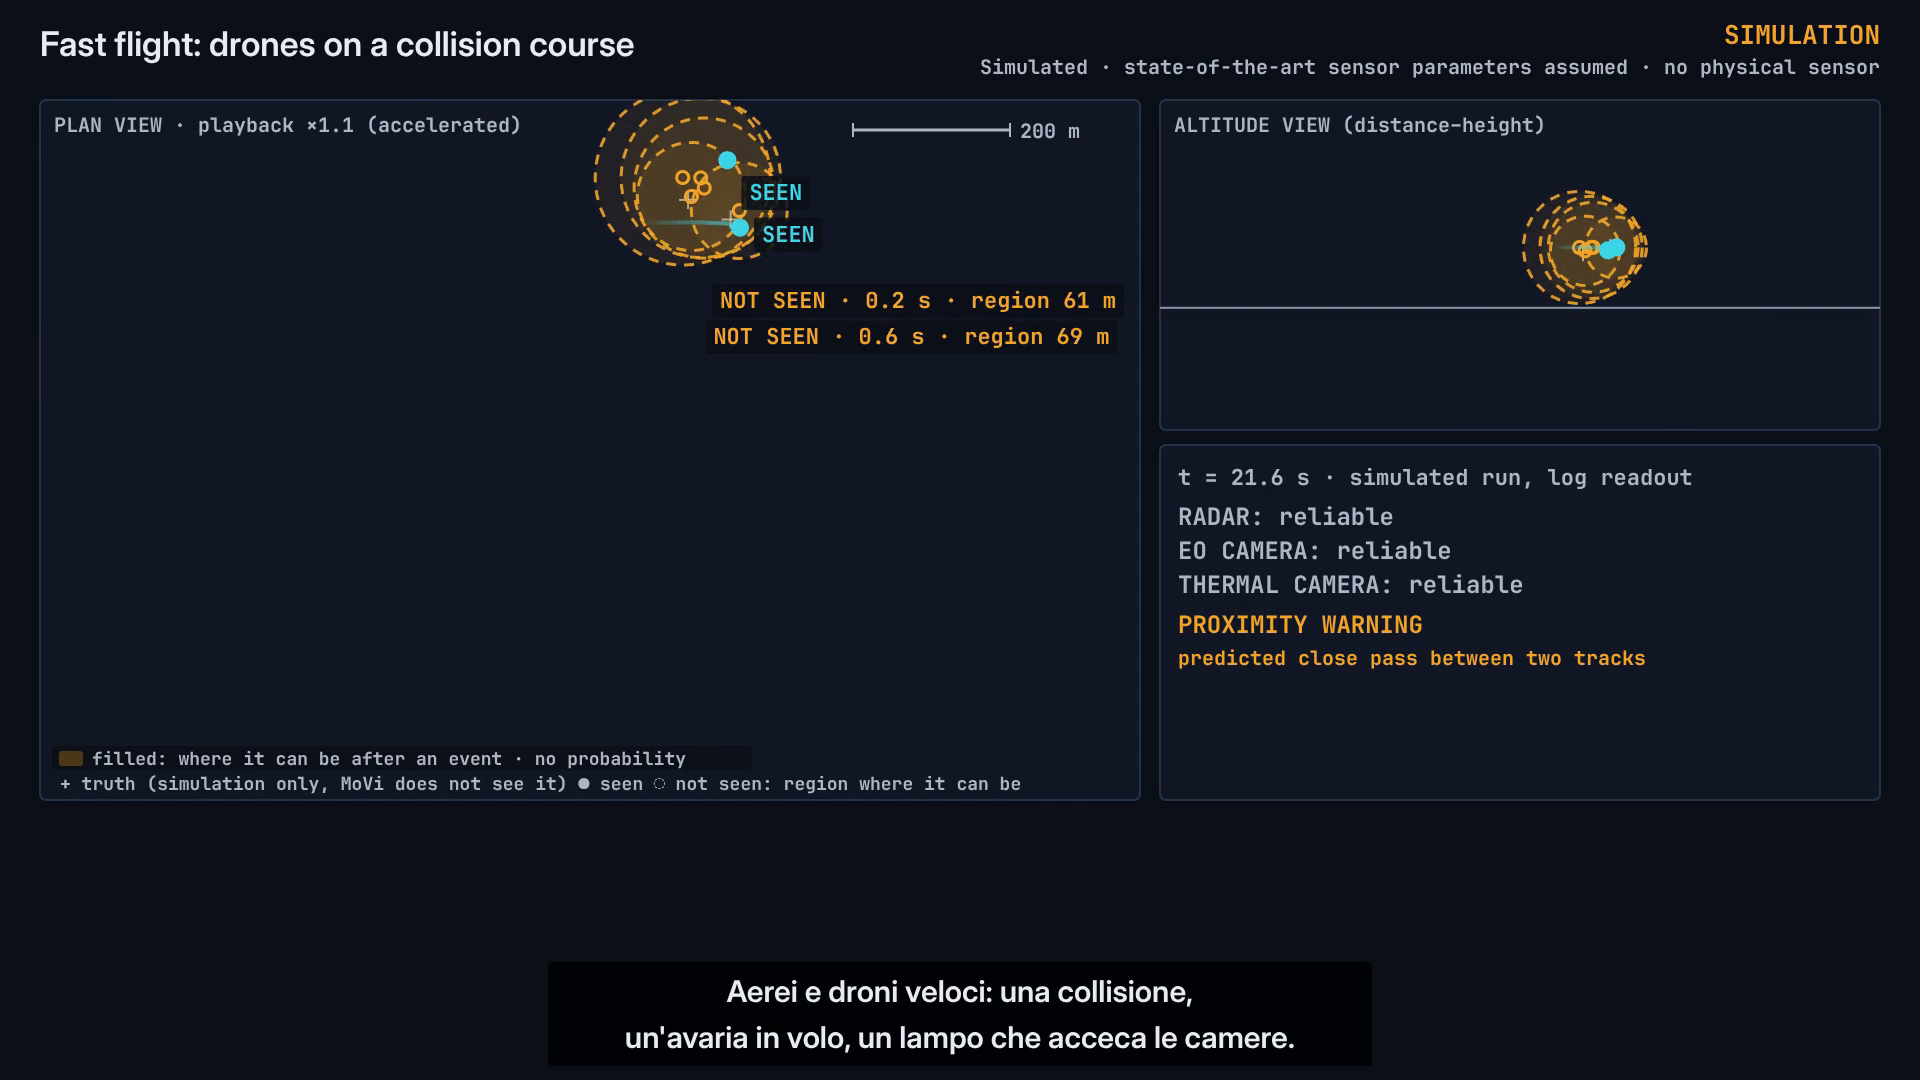 Fast flight: drones on a collision course
SIMULATION
Simulated · state-of-the-art sensor parameters assumed · no physical sensor
PLAN VIEW · playback ×1.1 (accelerated)
200 m
SEEN
SEEN
NOT SEEN · 0.2 s · region 61 m
NOT SEEN · 0.6 s · region 69 m
filled: where it can be after an event · no probability
+ truth (simulation only, MoVi does not see it) ● seen ◌ not seen: region where it can be
ALTITUDE VIEW (distance-height)
t = 21.6 s · simulated run, log readout
RADAR: reliable
EO CAMERA: reliable
THERMAL CAMERA: reliable
PROXIMITY WARNING
predicted close pass between two tracks
Aerei e droni veloci: una collisione,
un'avaria in volo, un lampo che acceca le camere.